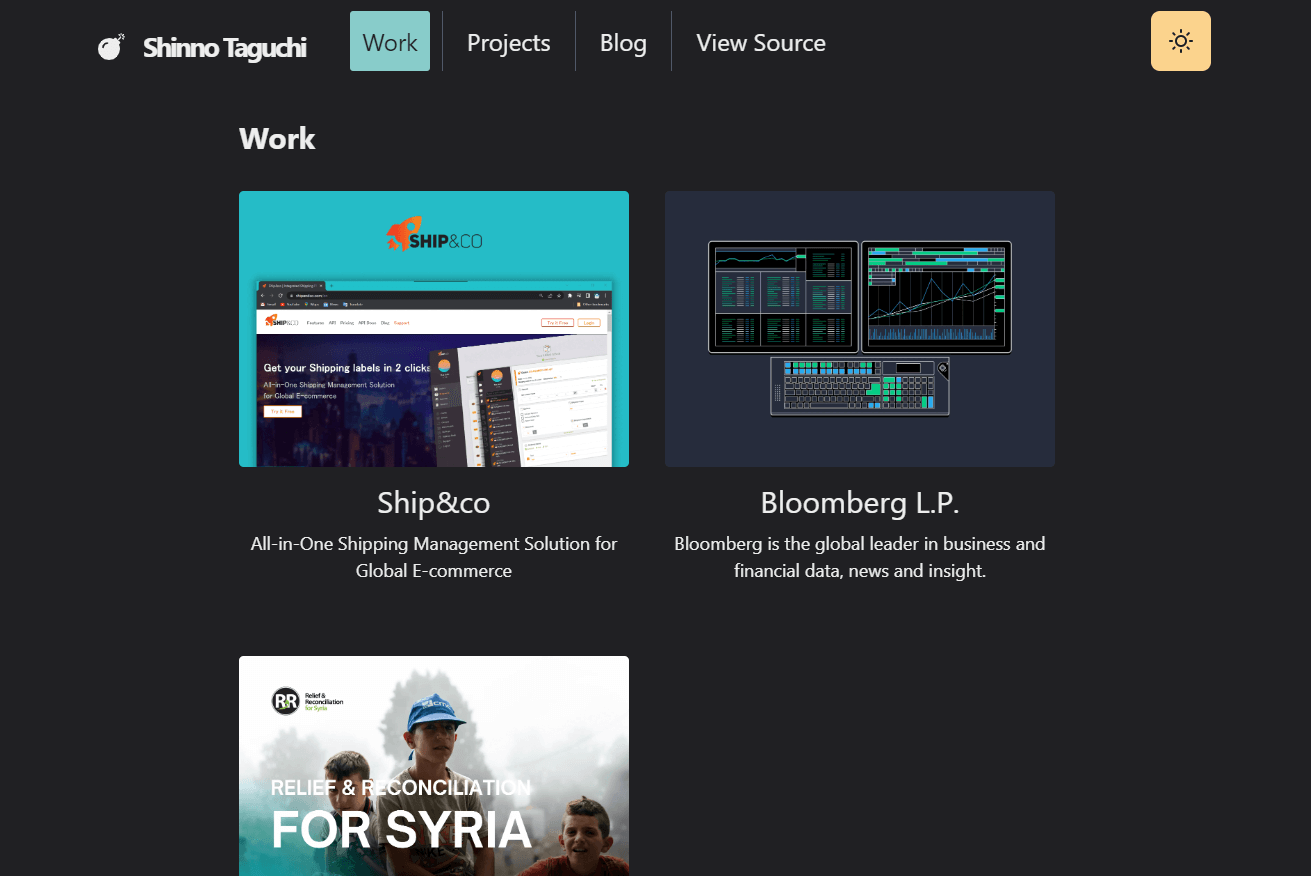 Shinno Taguchi
Work
Projects
Blog
View Source
Work
SHIP&CO
SHIP&CO
Features API Pricing API Docs Blog Support
Try It Free
Login
Get your Shipping labels in 2 clicks
All-in-One Shipping Management Solution
for Global E-commerce
Try It Free
Ship&co
All-in-One Shipping Management Solution for
Global E-commerce
Bloomberg L.P.
Bloomberg is the global leader in business and
financial data, news and insight.
R&R
Relief &
Reconciliation
for Syria
RELIEF & RECONCILIATION
FOR SYRIA